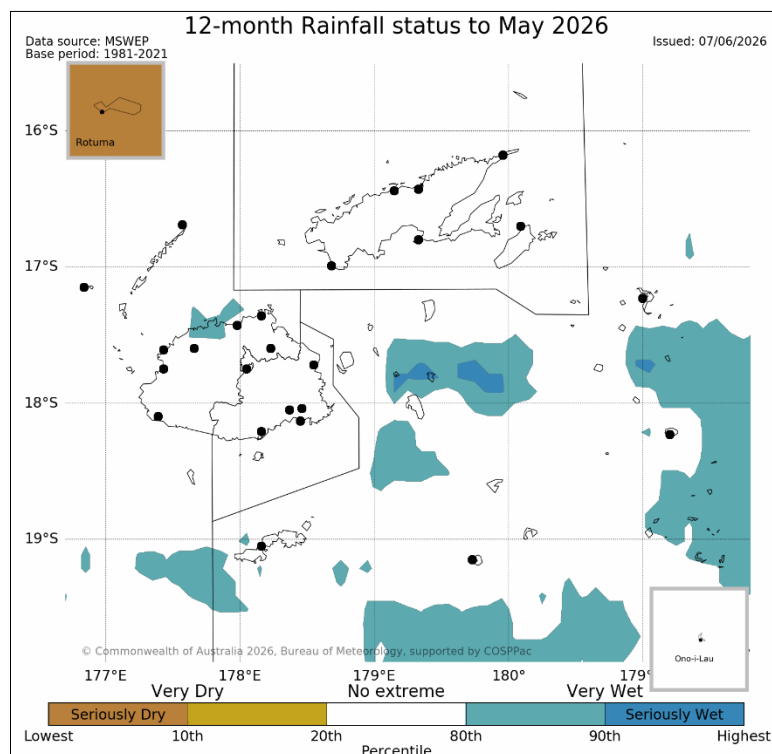 12-month Rainfall status to May 2026
Data source: MSWEP
Base period: 1981-2021
Issued: 07/06/2026
Rotuma
16°S
17°S
18°S
19°S
© Commonwealth of Australia 2026, Bureau of Meteorology, supported by COSPPac
Ono-i-Lau
177°E 178°E 179°E 180° 179°
Very Dry No extreme Very Wet
Seriously Dry Seriously Wet
Lowest 10th 20th 80th 90th Highest
Percentile